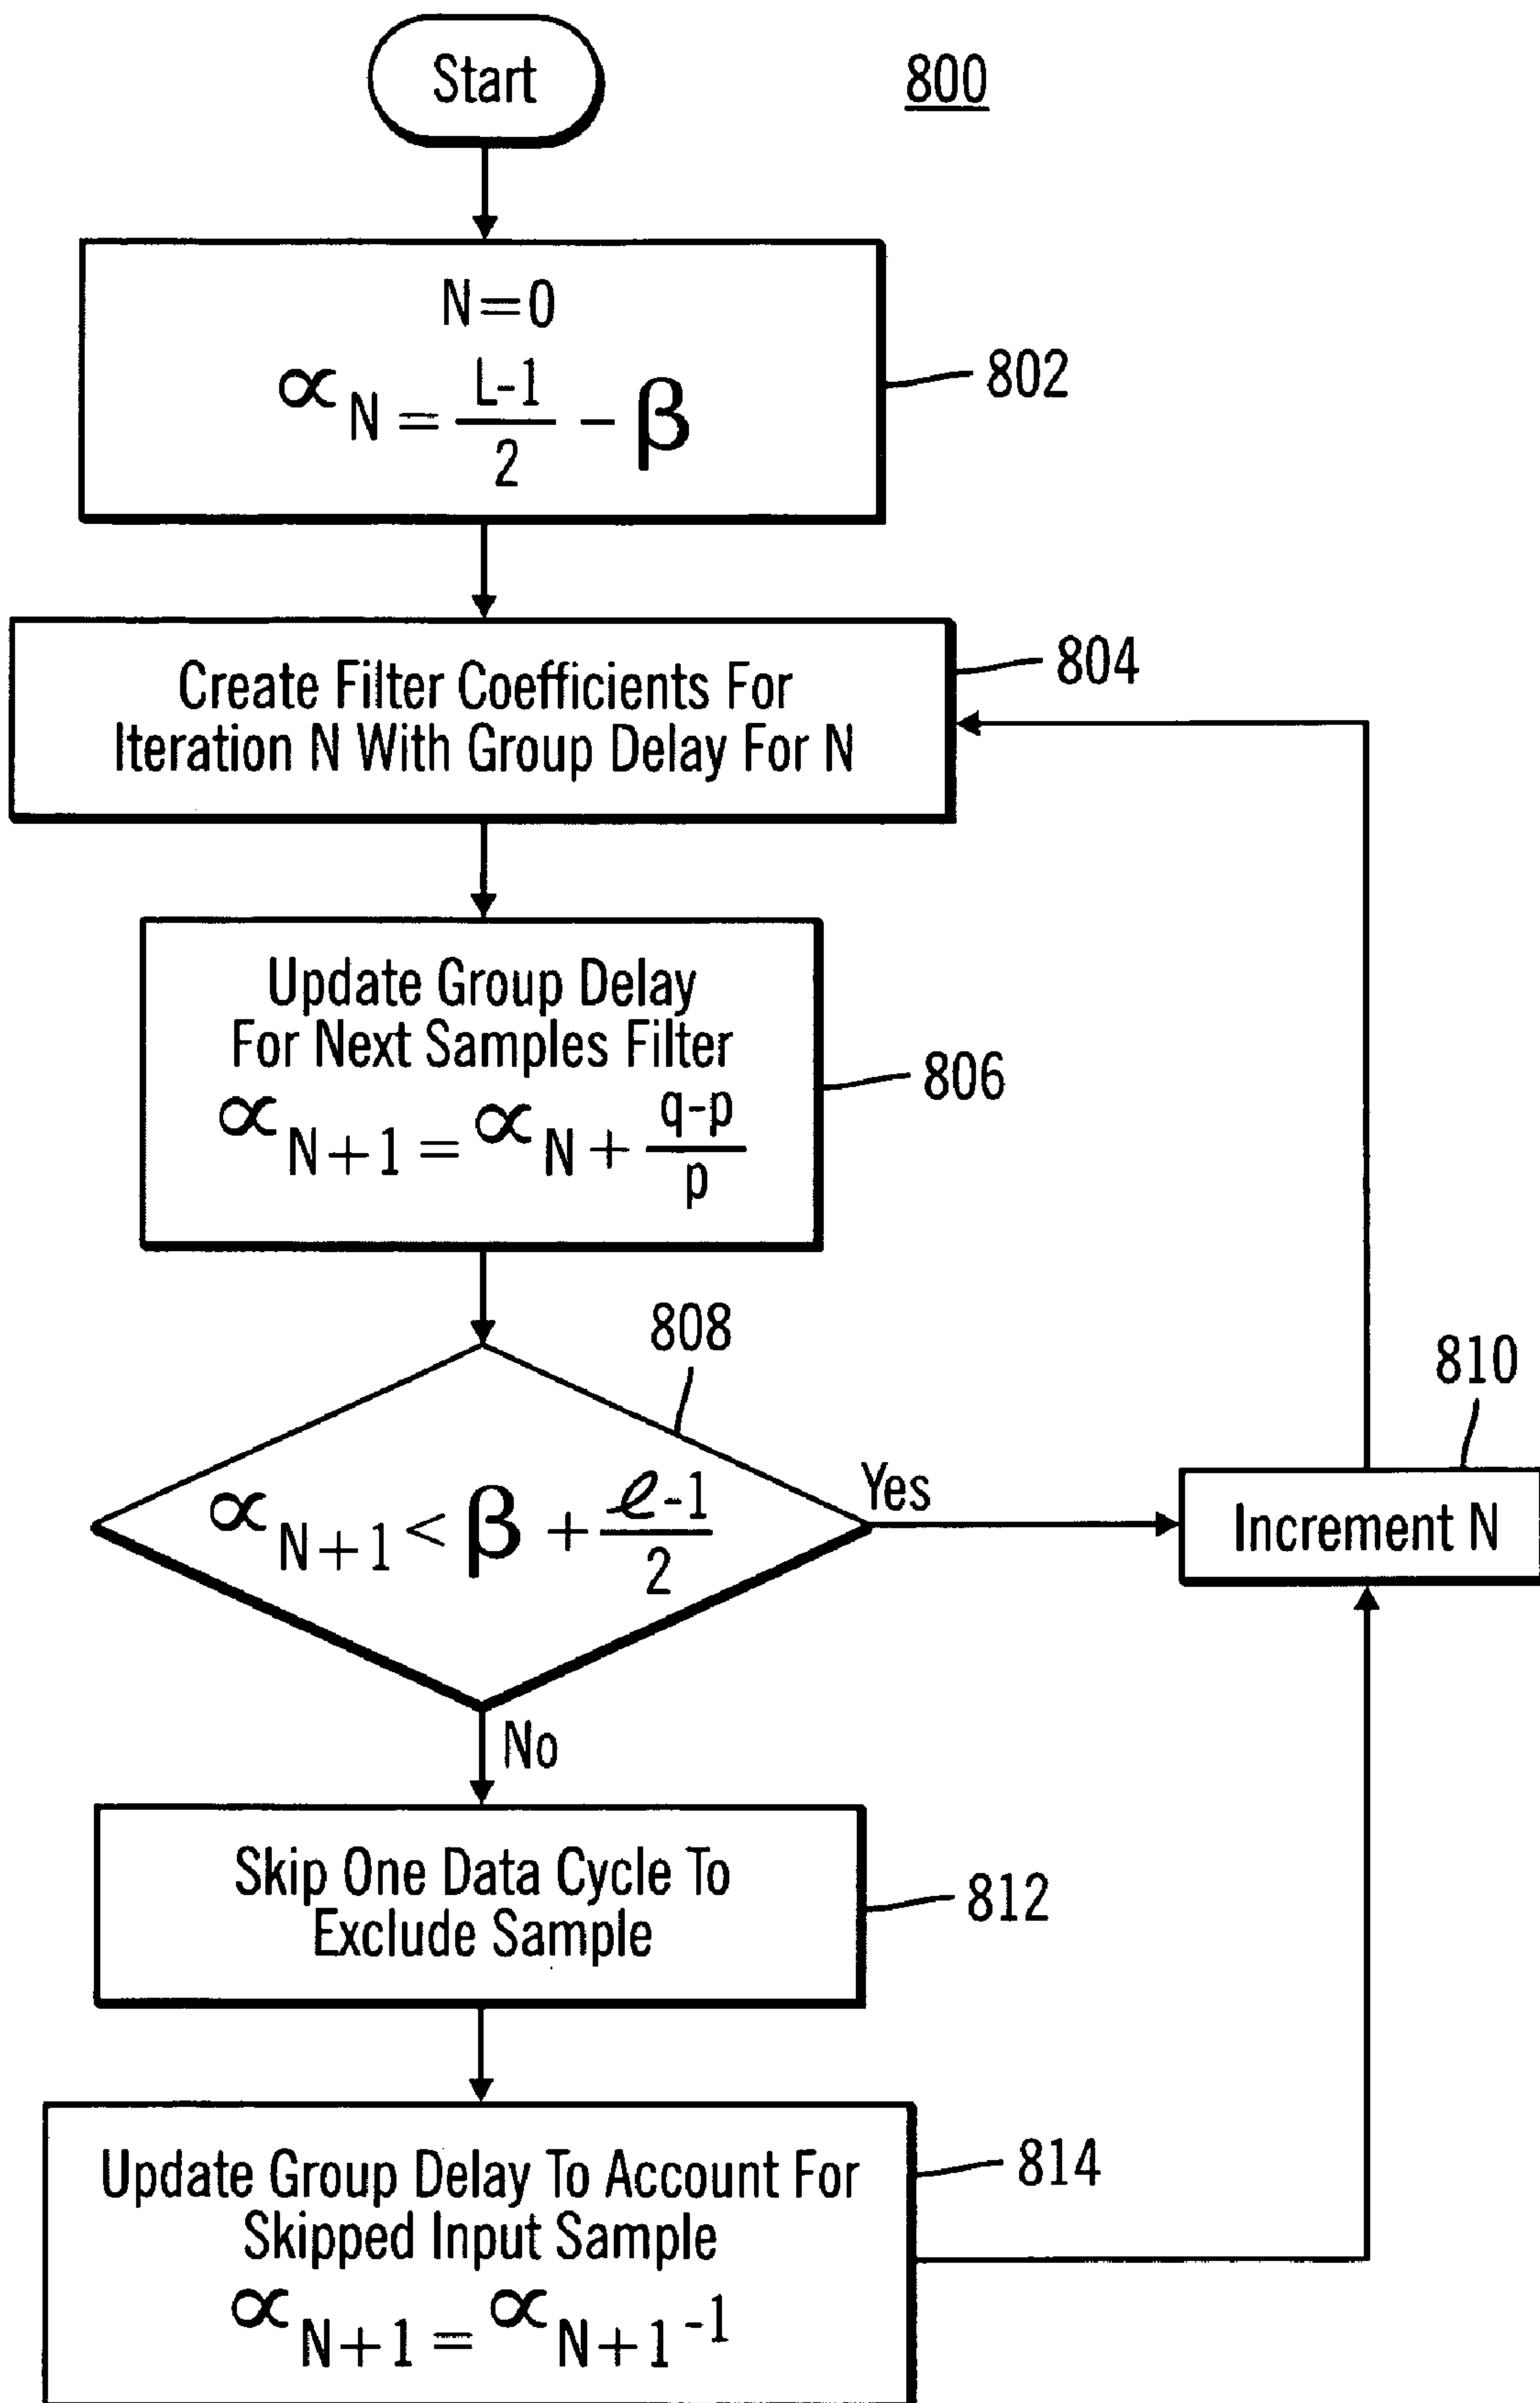 Start
800
N=0
∝N = L-1/2 - β
802
Create Filter Coefficients For
Iteration N With Group Delay For N
804
Update Group Delay
For Next Samples Filter
∝N+1 = ∝N + q-p/p
806
808
∝N+1 < β + ℓ-1/2
Yes
810
Increment N
No
Skip One Data Cycle To
Exclude Sample
812
Update Group Delay To Account For
Skipped Input Sample
∝N+1 = ∝N+1 -1
814